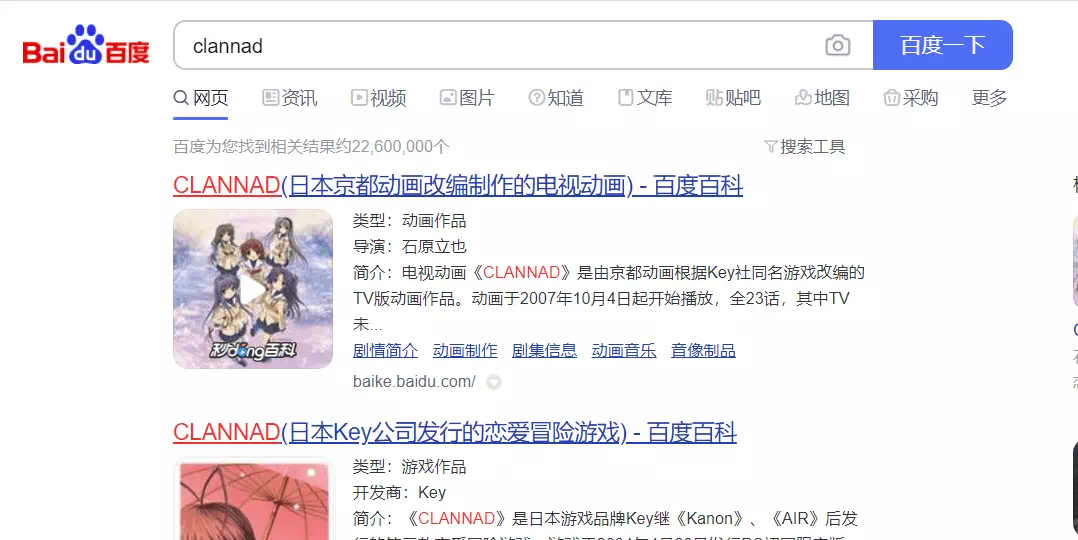 Bai du 百度
clannad
百度一下
网页 资讯 视频 图片 知道 文库 贴吧 地图 采购 更多
百度为您找到相关结果约22,600,000个
搜索工具
CLANNAD(日本京都动画改编制作的电视动画) - 百度百科
类型：动画作品
导演：石原立也
简介：电视动画《CLANNAD》是由京都动画根据Key社同名游戏改编的
TV版动画作品。动画于2007年10月4日起开始播放，全23话，其中TV
未...
秒dong百科
剧情简介 动画制作 剧集信息 动画音乐 音像制品
baike.baidu.com/
CLANNAD(日本Key公司发行的恋爱冒险游戏) - 百度百科
类型：游戏作品
开发商：Key
简介：《CLANNAD》是日本游戏品牌Key继《Kanon》、《AIR》后发